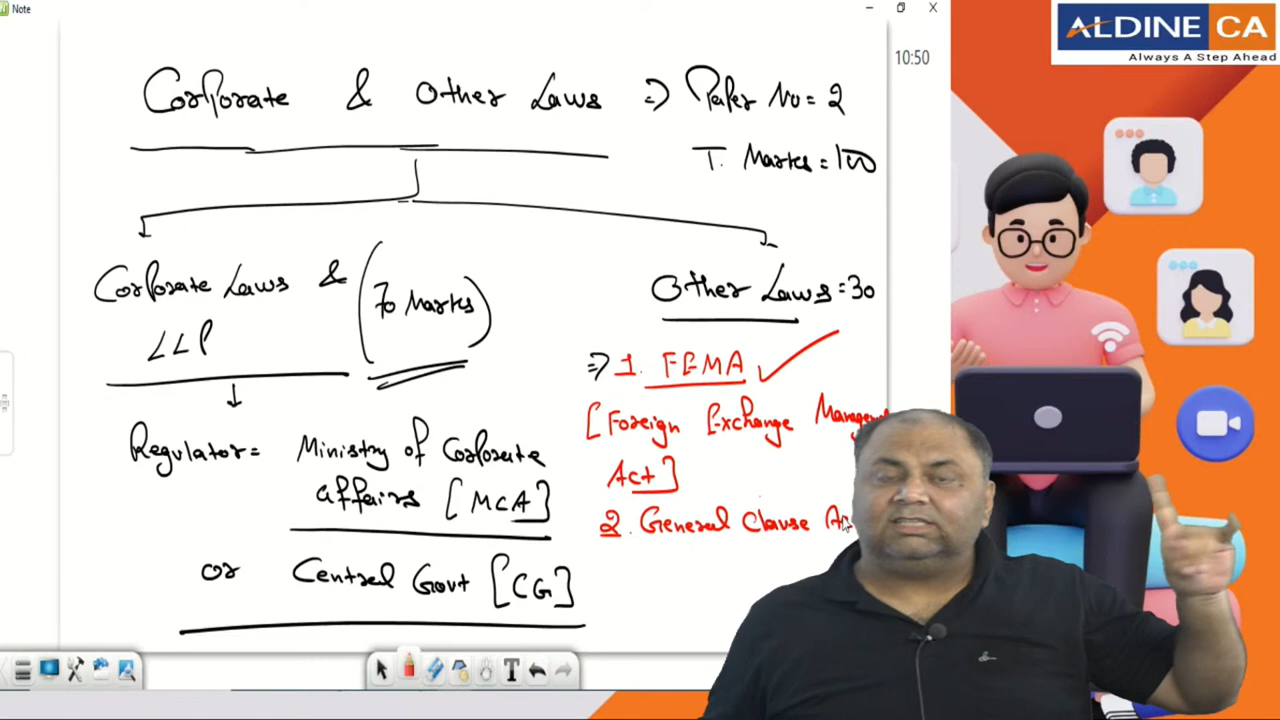 Note
ALDINE CA
Always A Step Ahead
10:50
Corporate & Other Laws => Paper No = 2
T. Marks = 100
Corporate Laws & (70 Marks)
LLP
Other Laws = 30
=> 1. FEMA ✓
[Foreign Exchange
Act]
2. General Clause
Regulator = Ministry of Corporate
affairs [MCA]
or Central Govt [CG]